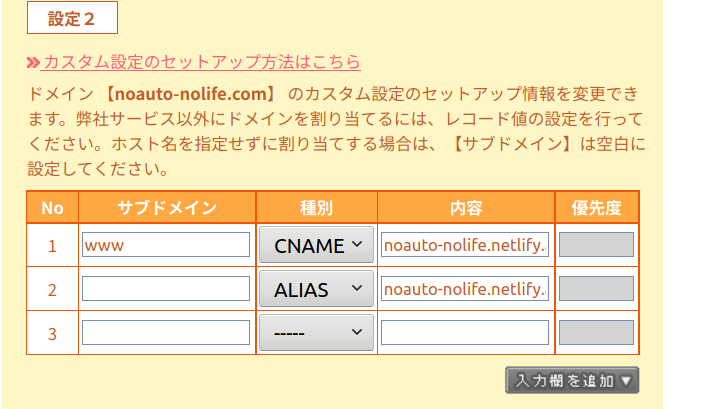 設定２
カスタム設定のセットアップ方法はこちら
ドメイン 【noauto-nolife.com】 のカスタム設定のセットアップ情報を変更でき
ます。弊社サービス以外にドメインを割り当てるには、レコード値の設定を行って
ください。ホスト名を指定せずに割り当てする場合は、【サブドメイン】は空白に
設定してください。
No サブドメイン 種別 内容 優先度
1 www CNAME noauto-nolife.netlify.
2 ALIAS noauto-nolife.netlify.
3 -----
入力欄を追加▼